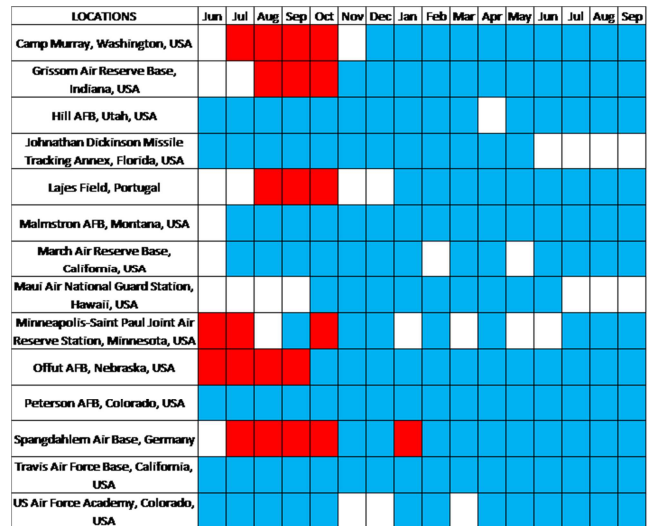 LOCATIONS Jun Jul Aug Sep Oct Nov Dec Jan Feb Mar Apr May Jun Jul Aug Sep
Camp Murray, Washington, USA
Grissom Air Reserve Base,
Indiana, USA
Hill AFB, Utah, USA
Johnathan Dickinson Missile
Tracking Annex, Florida, USA
Lajes Field, Portugal
Malmstron AFB, Montana, USA
March Air Reserve Base,
California, USA
Maui Air National Guard Station,
Hawaii, USA
Minneapolis-Saint Paul Joint Air
Reserve Station, Minnesota, USA
Offut AFB, Nebraska, USA
Peterson AFB, Colorado, USA
Spangdahlem Air Base, Germany
Travis Air Force Base, California,
USA
US Air Force Academy, Colorado,
USA